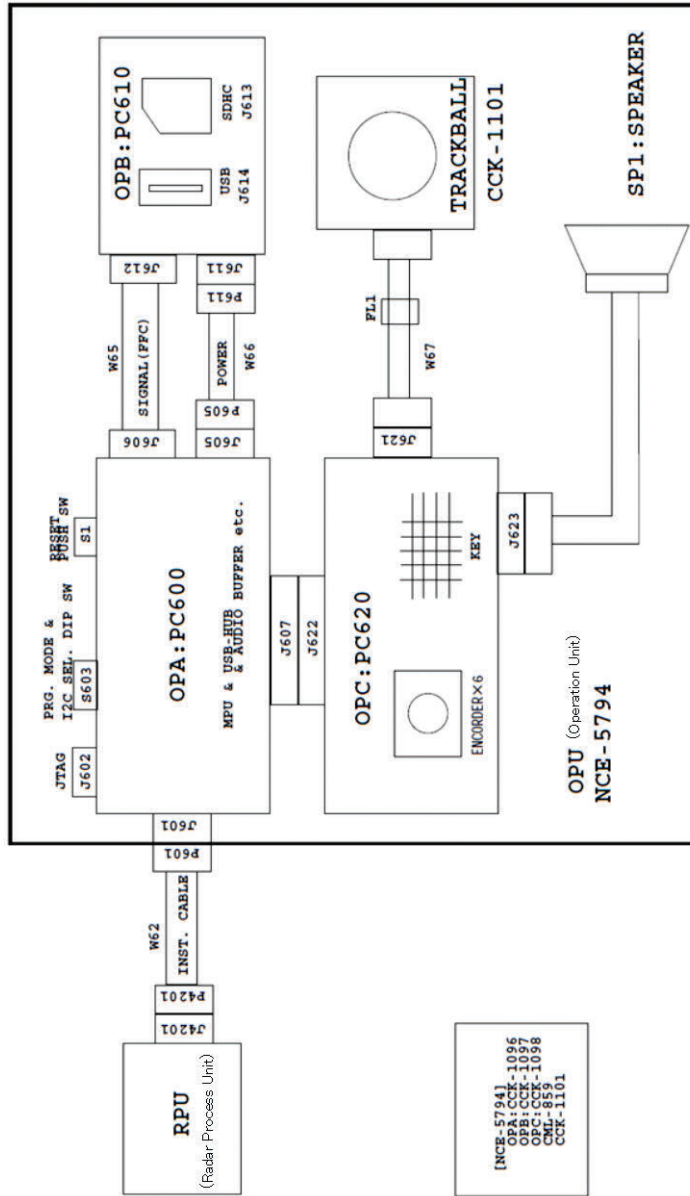 OPB:PC610
SDHC
J613
USB
J614
J612
J611
P611
W65
SIGNAL(FFC)
POWER
W66
P605
J606
J605
TRACKBALL
CCK-1101
FL1
W67
J621
SP1:SPEAKER
RESET
PUSH SW
S1
PRG. MODE &
I2C SEL. DIP SW
S603
JTAG
J602
OPA:PC600
MPU & USB-HUB
& AUDIO BUFFER etc.
J607
J622
KEY
J623
OPC:PC620
ENCORDER×6
OPU (Operation Unit)
NCE-5794
J601
P601
W62
INST. CABLE
P4201
J4201
RPU
(Radar Process Unit)
[NCE-5794]
OPA:CCK-1096
OPB:CCK-1097
OPC:CCK-1098
CML-859
CCK-1101